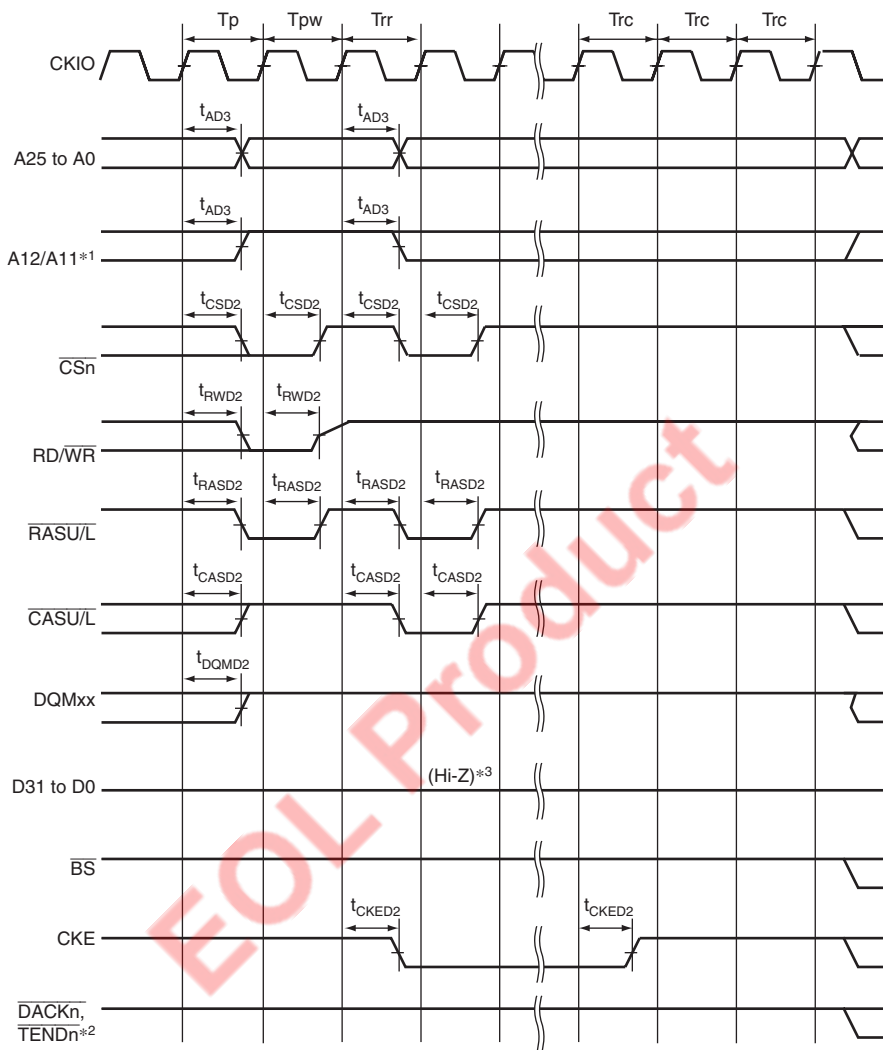 Tp Tpw Trr Trc Trc Trc
CKIO
tAD3 tAD3
A25 to A0
tAD3 tAD3
A12/A11*1
tCSD2 tCSD2 tCSD2 tCSD2
CSn
tRWD2 tRWD2
RD/WR
tRASD2 tRASD2 tRASD2 tRASD2
RASU/L
tCASD2 tCASD2 tCASD2
CASU/L
tDQMD2
DQMxx
(Hi-Z)*3
D31 to D0
BS
tCKED2 tCKED2
CKE
DACKn,
TENDn*2
EOL Product